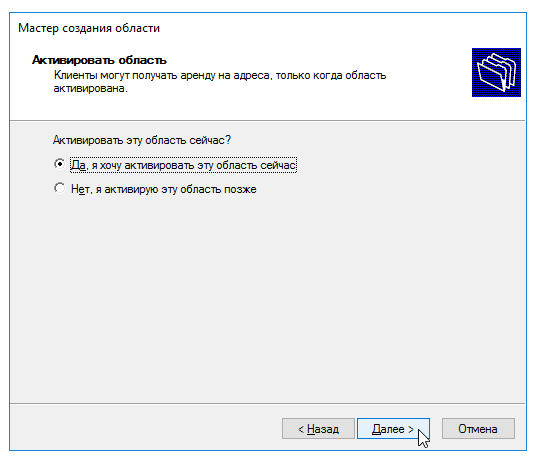 Мастер создания области
Активировать область
Клиенты могут получать аренду на адреса, только когда область
активирована.
Активировать эту область сейчас?
Да, я хочу активировать эту область сейчас
Нет, я активирую эту область позже
< Назад
Далее >
Отмена